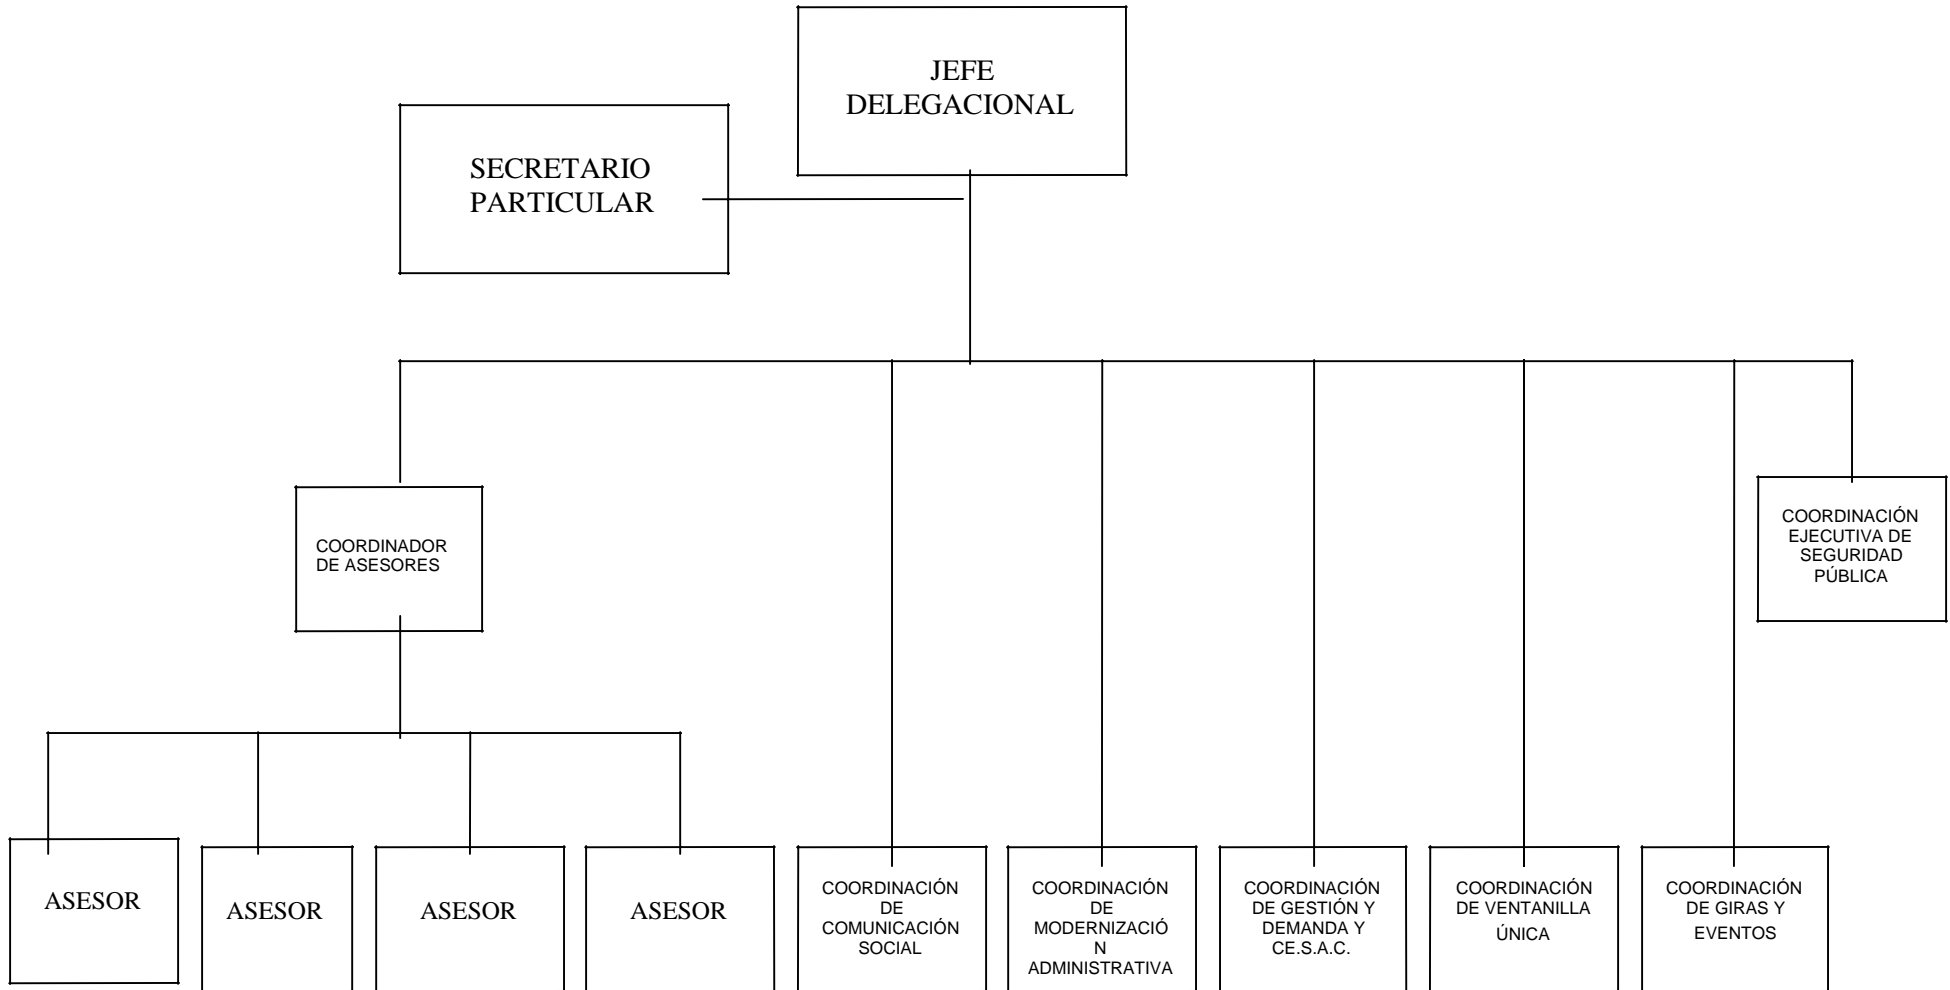 JEFE
DELEGACIONAL
SECRETARIO
PARTICULAR
COORDINADOR
DE ASESORES
COORDINACIÓN
EJECUTIVA DE
SEGURIDAD
PÚBLICA
ASESOR
ASESOR
ASESOR
ASESOR
COORDINACIÓN
DE
COMUNICACIÓN
SOCIAL
COORDINACIÓN
DE
MODERNIZACIÓ
N
ADMINISTRATIVA
COORDINACIÓN
DE GESTIÓN Y
DEMANDA Y
CE.S.A.C.
COORDINACIÓN
DE VENTANILLA
ÚNICA
COORDINACIÓN
DE GIRAS Y
EVENTOS